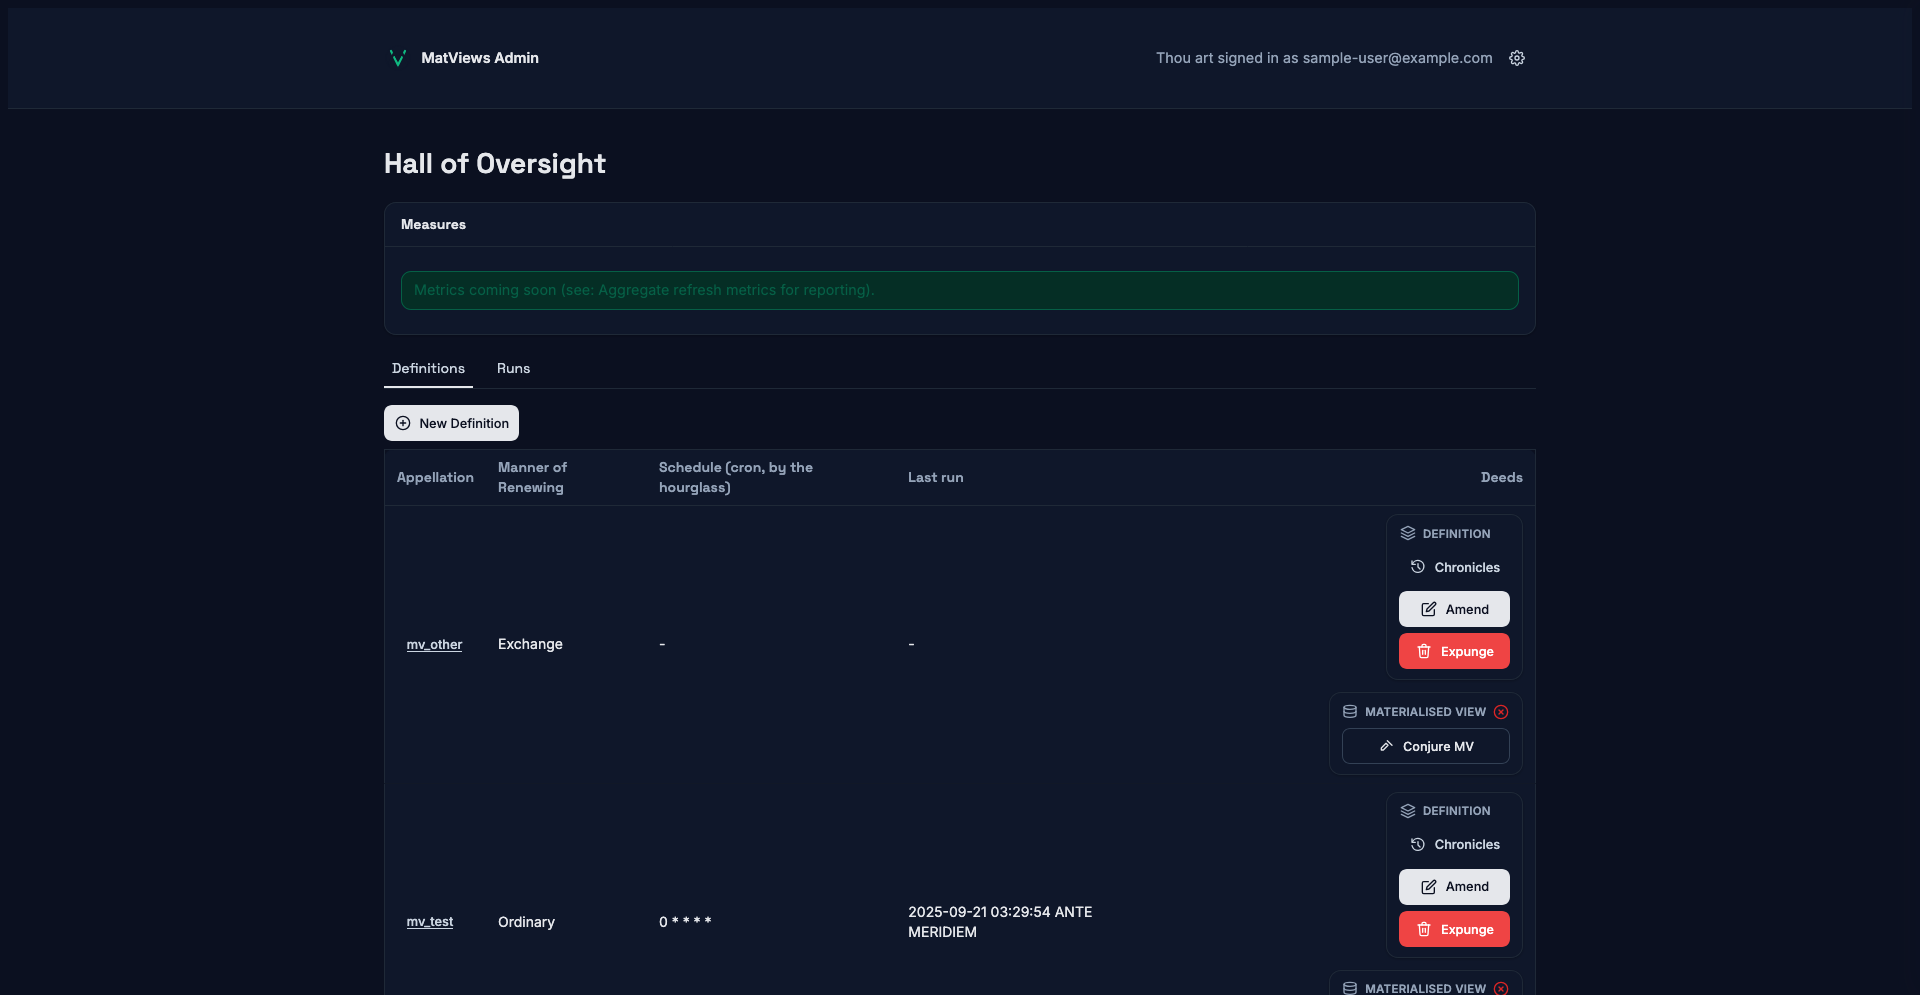 MatViews Admin
Thou art signed in as sample-user@example.com
Hall of Oversight
Measures
Metrics coming soon (see: Aggregate refresh metrics for reporting).
Definitions
Runs
New Definition
Appellation
Manner of
Renewing
Schedule (cron, by the
hourglass)
Last run
Deeds
mv_other
Exchange
-
-
DEFINITION
Chronicles
Amend
Expunge
MATERIALISED VIEW
Conjure MV
mv_test
Ordinary
0 * * * *
2025-09-21 03:29:54 ANTE
MERIDIEM
DEFINITION
Chronicles
Amend
Expunge
MATERIALISED VIEW